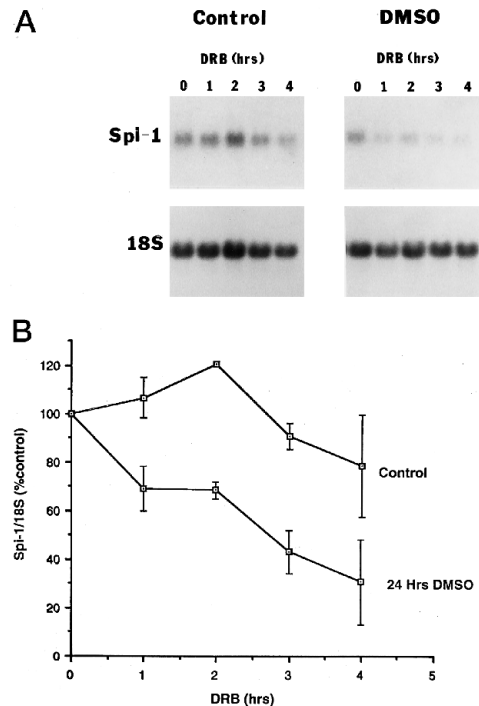 A
Control
DMSO
DRB (hrs)
DRB (hrs)
0 1 2 3 4
0 1 2 3 4
Spi-1
18S
B
120
100
80
60
40
20
0
Spi-1/18S (%control)
Control
24 Hrs DMSO
0 1 2 3 4 5
DRB (hrs)